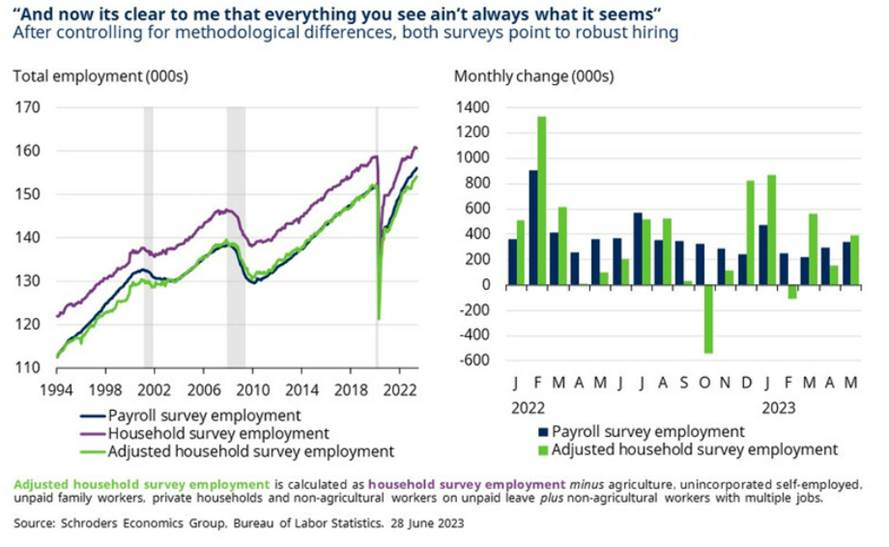 “And now its clear to me that everything you see ain’t always what it seems”
After controlling for methodological differences, both surveys point to robust hiring
Total employment (000s)
170
160
150
140
130
120
110
1994 1998 2002 2006 2010 2014 2018 2022
Payroll survey employment
Household survey employment
Adjusted household survey employment
Monthly change (000s)
1400
1200
1000
800
600
400
200
0
-200
-400
-600
J F M A M J J A S O N D J F M A M
2022 2023
Payroll survey employment
Adjusted household survey employment
Adjusted household survey employment is calculated as household survey employment minus agriculture, unincorporated self-employed,
unpaid family workers, private households and non-agricultural workers on unpaid leave plus non-agricultural workers with multiple jobs.
Source: Schroders Economics Group, Bureau of Labor Statistics. 28 June 2023